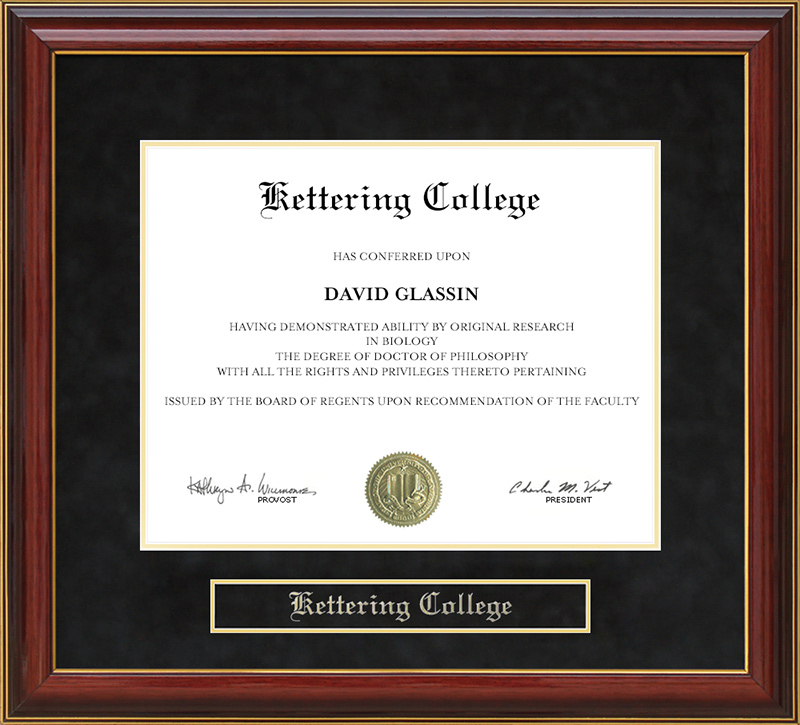 Kettering College
HAS CONFERRED UPON
DAVID GLASSIN
HAVING DEMONSTRATED ABILITY BY ORIGINAL RESEARCH
IN BIOLOGY
THE DEGREE OF DOCTOR OF PHILOSOPHY
WITH ALL THE RIGHTS AND PRIVILEGES THERETO PERTAINING
ISSUED BY THE BOARD OF REGENTS UPON RECOMMENDATION OF THE FACULTY
PROVOST
Charles M. Vest
PRESIDENT
Kettering College